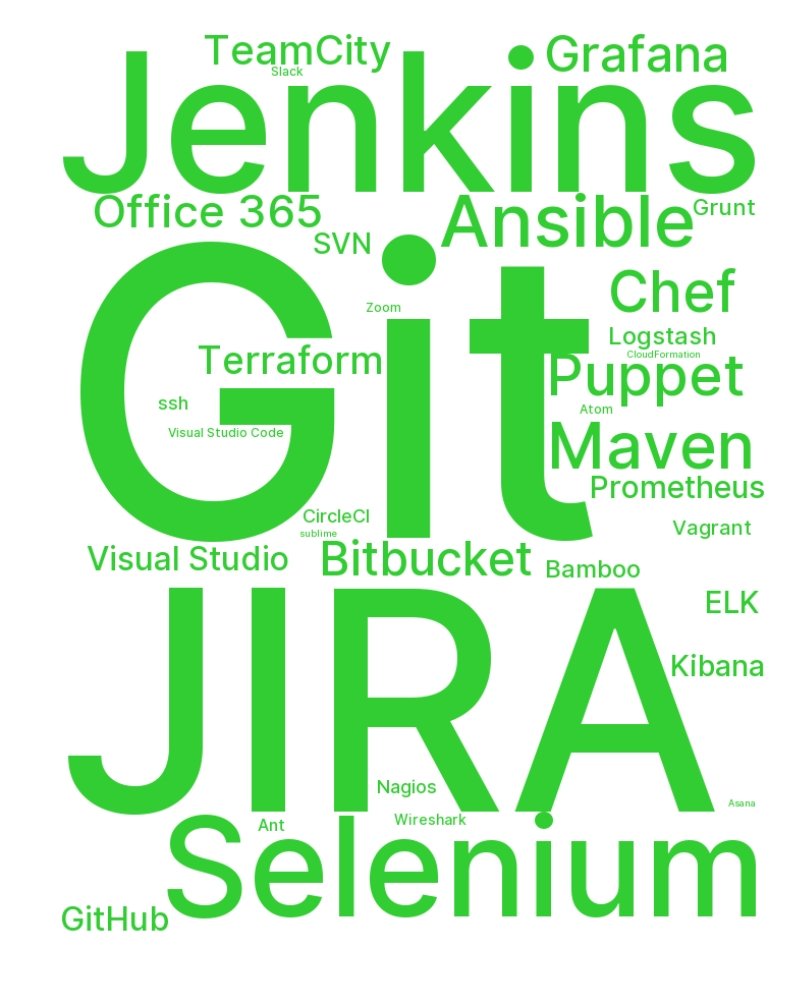 TeamCity
Grafana
Slack
Jenkins
Office 365
Ansible
Grunt
SVN
Git
Chef
Zoom
Logstash
CloudFormation
Terraform
Puppet
ssh
Atom
Visual Studio Code
Maven
Prometheus
CircleCI
Vagrant
sublime
Visual Studio
Bitbucket
Bamboo
JIRA
ELK
Kibana
Nagios
Asana
Wireshark
Ant
Selenium
GitHub